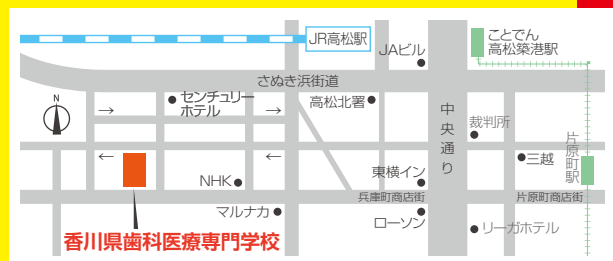 JR高松駅
ことでん
高松築港駅
JAビル
さぬき浜街道
N
→
センチュリー
ホテル
→
高松北署
中央通り
裁判所
片原町駅
←
←
三越
NHK
東横イン
兵庫町商店街
片原町商店街
マルナカ
ローソン
リーガホテル
香川県歯科医療専門学校